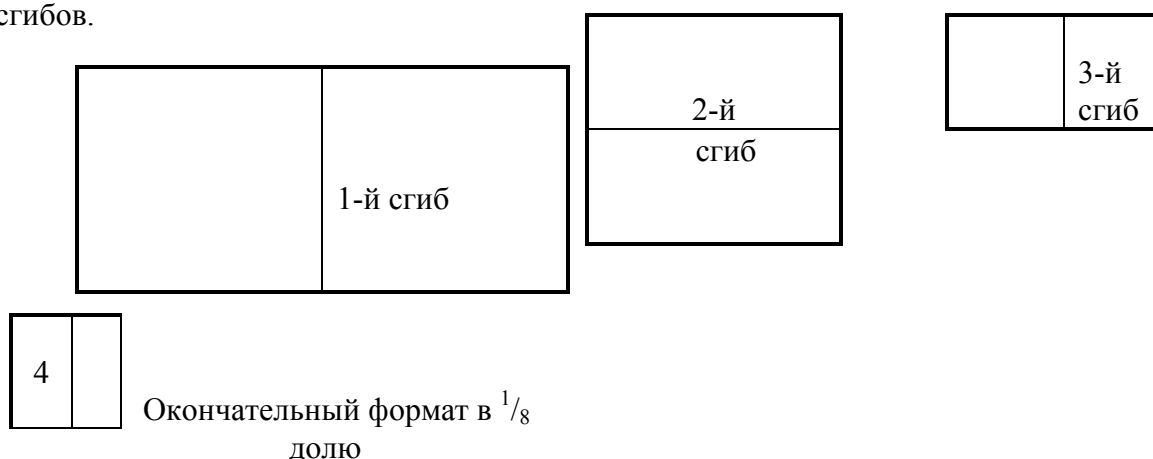 сгибов.
1-й сгиб
2-й
сгиб
3-й
сгиб
4
Окончательный формат в 1/8
долю